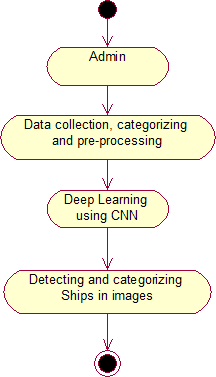 Admin
Data collection, categorizing
and pre-processing
Deep Learning
using CNN
Detecting and categorizing
Ships in images